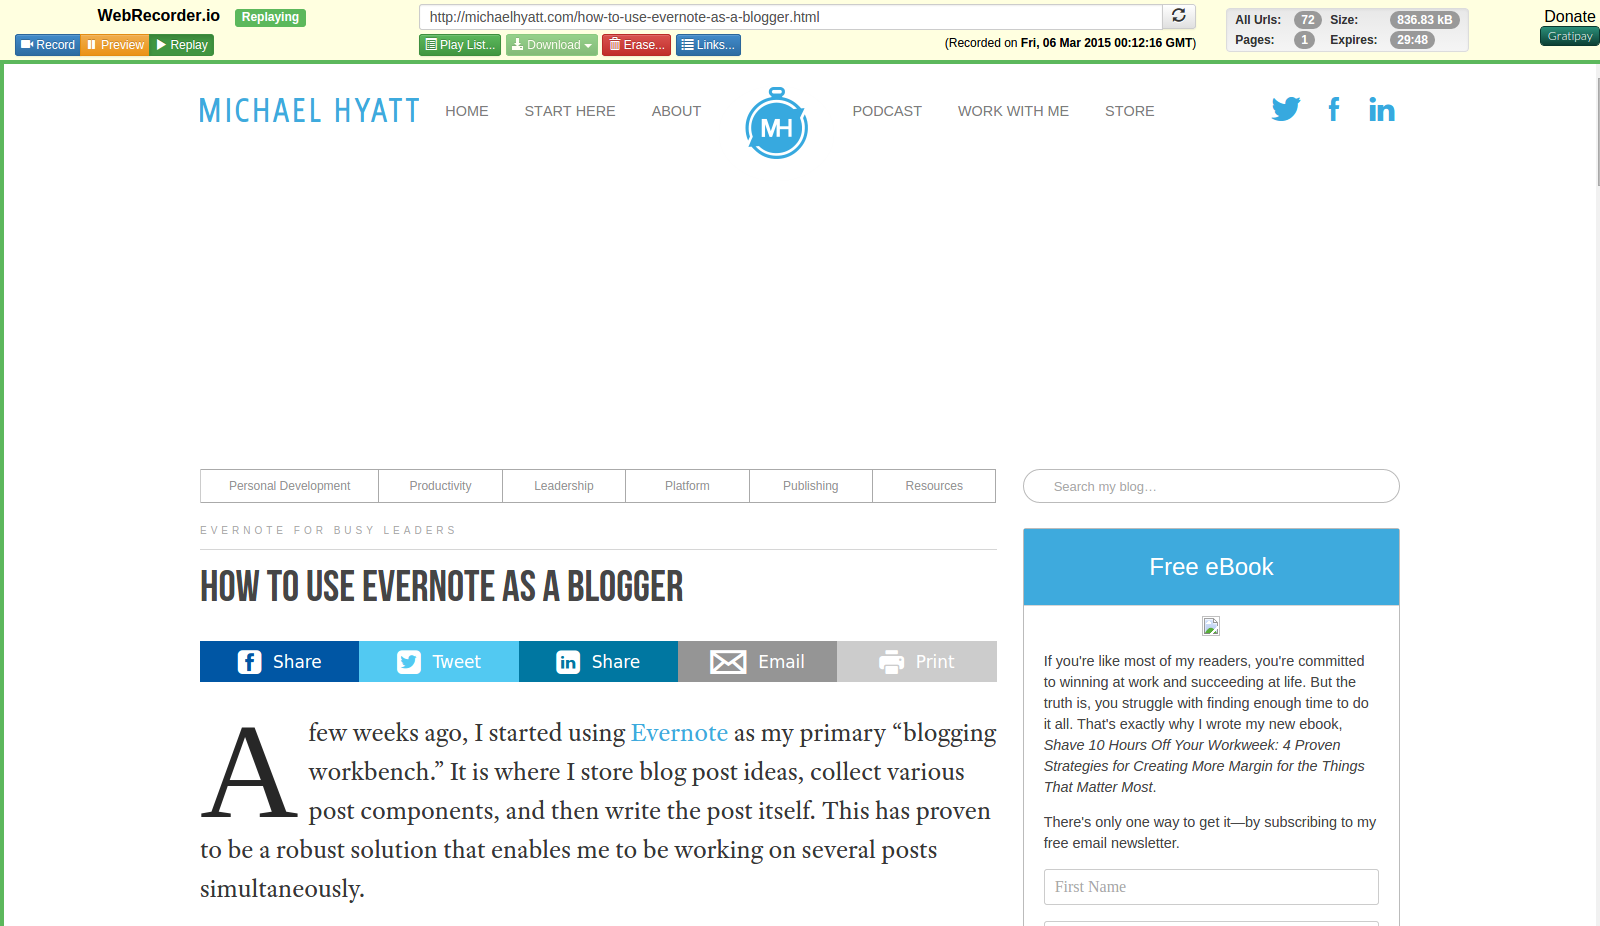 WebRecorder.io Replaying
http://michaelhyatt.com/how-to-use-evernote-as-a-blogger.html
All Urls: 72 Size: 836.83 kB
Donate
Record Preview Replay
Play List... Download Erase... Links...
(Recorded on Fri, 06 Mar 2015 00:12:16 GMT)
Pages: 1 Expires: 29:48
Gratipay
MICHAEL HYATT
HOME START HERE ABOUT MH PODCAST WORK WITH ME STORE
Personal Development Productivity Leadership Platform Publishing Resources
Search my blog...
EVERNOTE FOR BUSY LEADERS
HOW TO USE EVERNOTE AS A BLOGGER
Share Tweet Share Email Print
A few weeks ago, I started using Evernote as my primary “blogging
workbench.” It is where I store blog post ideas, collect various
post components, and then write the post itself. This has proven
to be a robust solution that enables me to be working on several posts
simultaneously.
Free eBook
If you're like most of my readers, you're committed
to winning at work and succeeding at life. But the
truth is, you struggle with finding enough time to do
it all. That's exactly why I wrote my new ebook,
Shave 10 Hours Off Your Workweek: 4 Proven
Strategies for Creating More Margin for the Things
That Matter Most.
There's only one way to get it—by subscribing to my
free email newsletter.
First Name